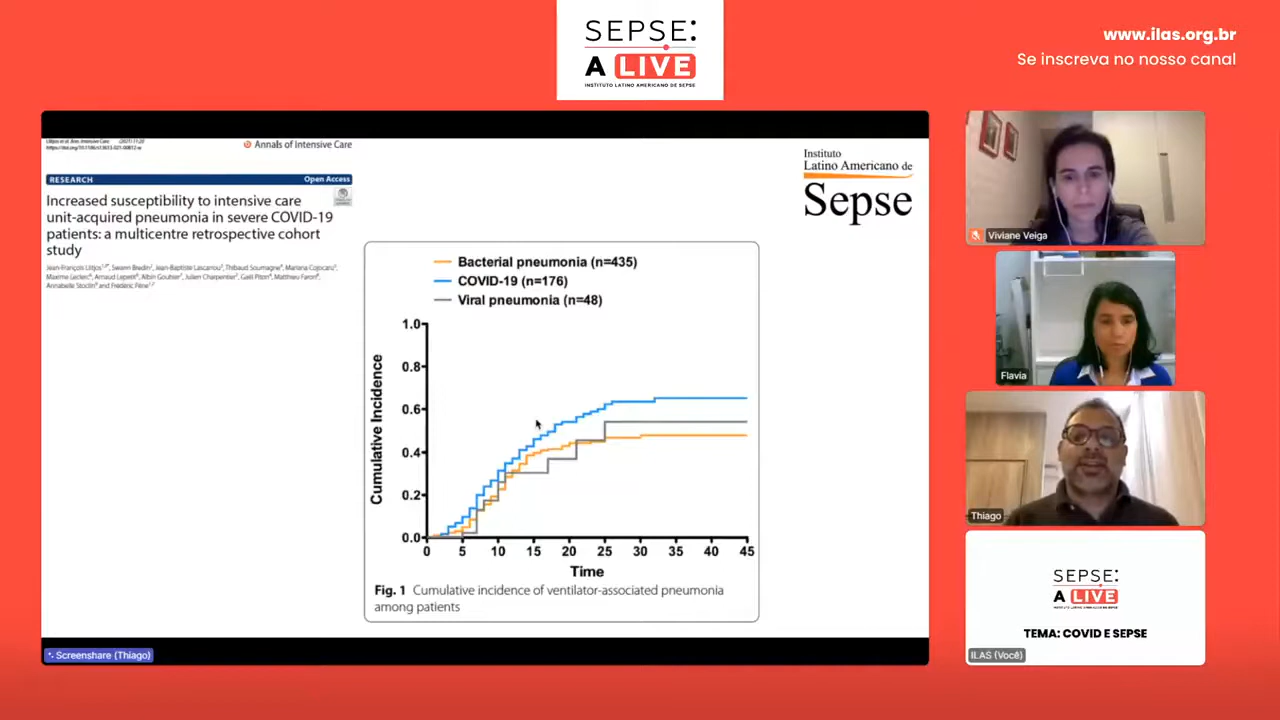 SEPSE:
A LIVE
INSTITUTO LATINO AMERICANO DE SEPSE
www.ilas.org.br
Se inscreva no nosso canal
Annals of Intensive Care
RESEARCH
Open Access
Increased susceptibility to intensive care
unit-acquired pneumonia in severe COVID-19
patients: a multicentre retrospective cohort
study
Instituto
Latino Americano de
Sepse
Bacterial pneumonia (n=435)
COVID-19 (n=176)
Viral pneumonia (n=48)
Cumulative Incidence
1.0
0.8
0.6
0.4
0.2
0.0
0 5 10 15 20 25 30 35 40 45
Time
Fig. 1 Cumulative incidence of ventilator-associated pneumonia
among patients
Screenshare (Thiago)
Viviane Veiga
Flavia
Thiago
SEPSE:
A LIVE
INSTITUTO LATINO AMERICANO DE SEPSE
TEMA: COVID E SEPSE
ILAS (Você)